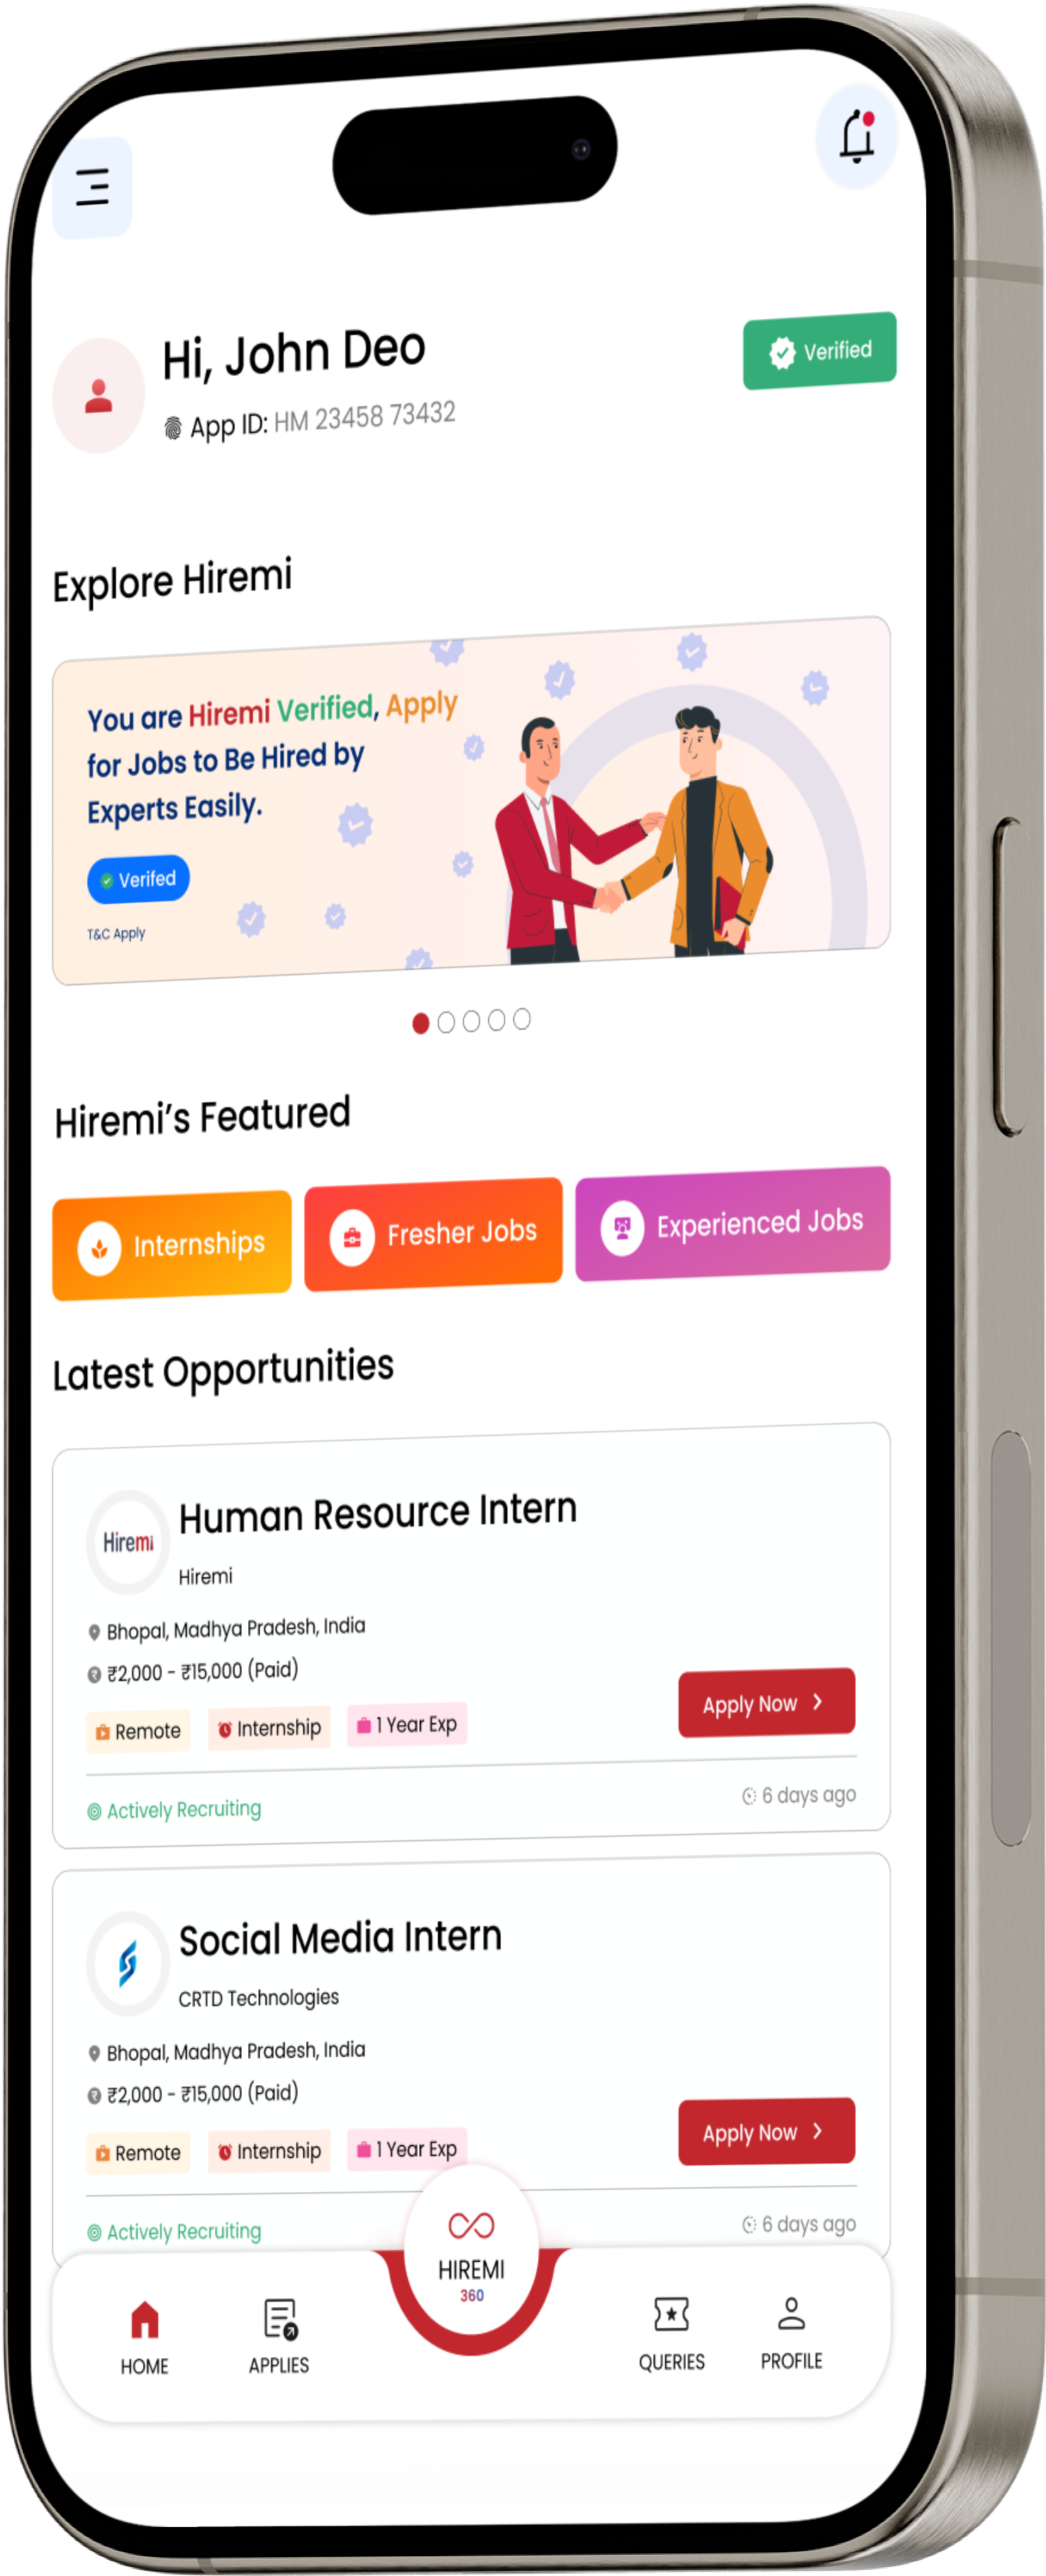 Hi, John Deo
App ID: HM 23458 73432
Verified
Explore Hiremi
You are Hiremi Verified, Apply
for Jobs to Be Hired by
Experts Easily.
Verifed
T&C Apply
Hiremi's Featured
Internships
Fresher Jobs
Experienced Jobs
Latest Opportunities
Hiremi
Human Resource Intern
Hiremi
Bhopal, Madhya Pradesh, India
₹2,000 - ₹15,000 (Paid)
Remote
Internship
1 Year Exp
Apply Now
Actively Recruiting
6 days ago
Social Media Intern
CRTD Technologies
Bhopal, Madhya Pradesh, India
₹2,000 - ₹15,000 (Paid)
Remote
Internship
1 Year Exp
Apply Now
Actively Recruiting
6 days ago
HIREMI
360
HOME
APPLIES
QUERIES
PROFILE